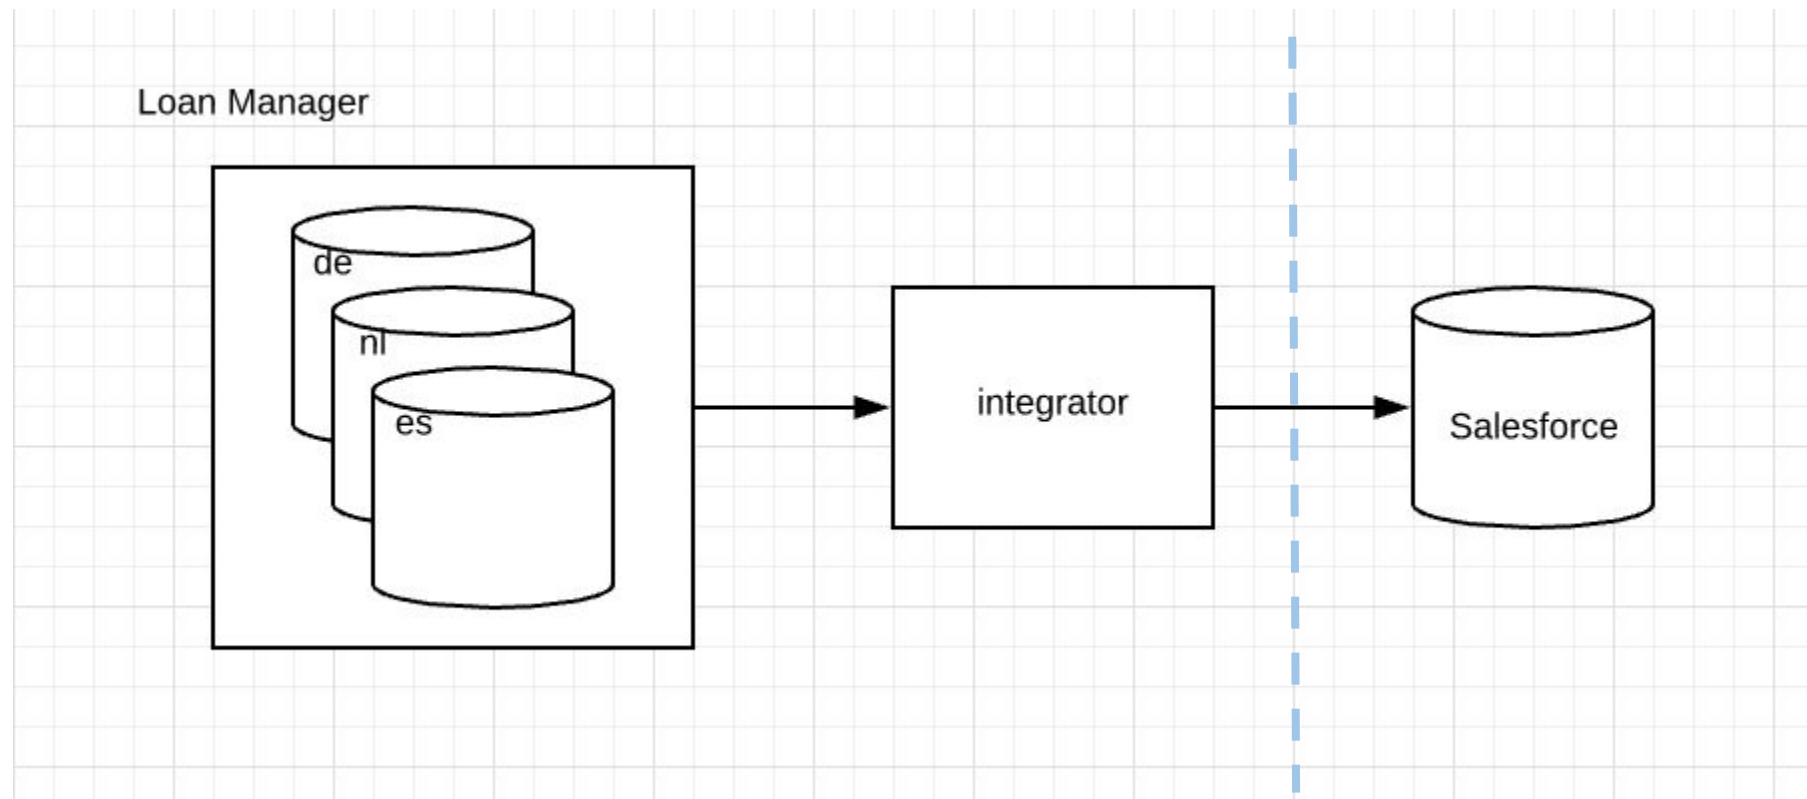 Loan Manager
de
nl
es
integrator
Salesforce